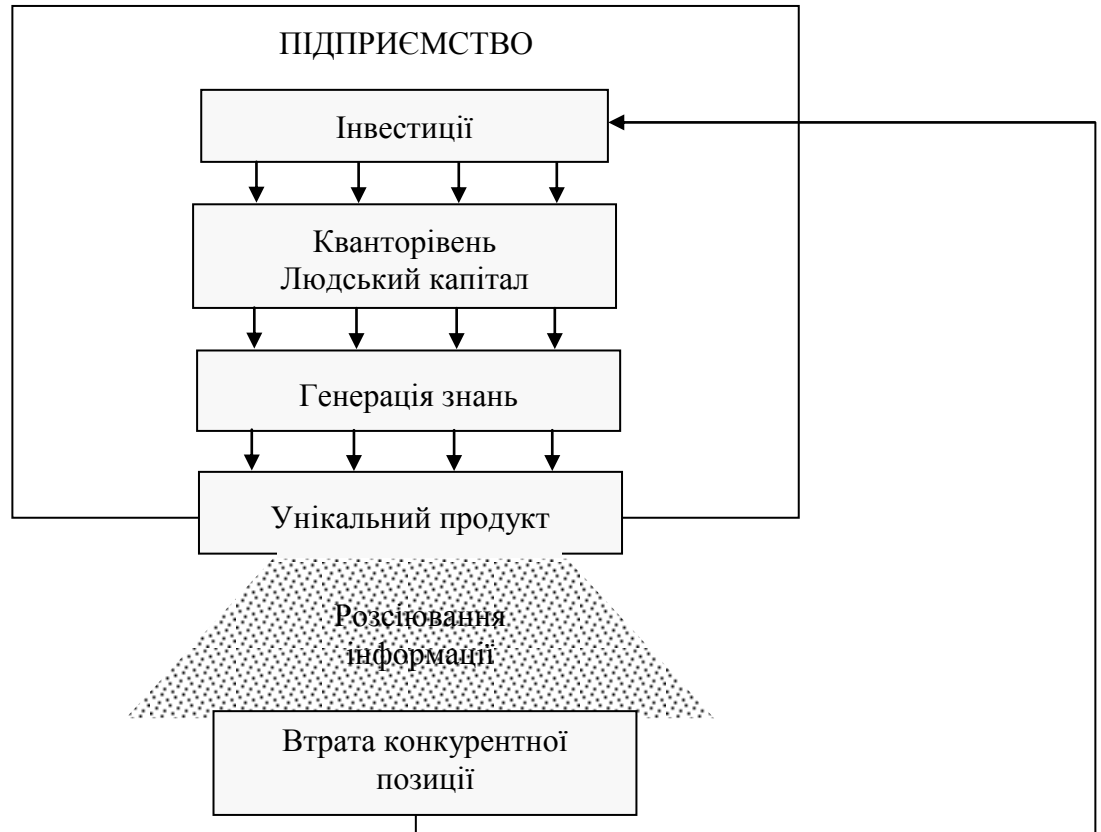 ПІДПРИЄМСТВО
Інвестиції
Кванторівень
Людський капітал
Генерація знань
Унікальний продукт
Розсіювання
інформації
Втрата конкурентної
позиції